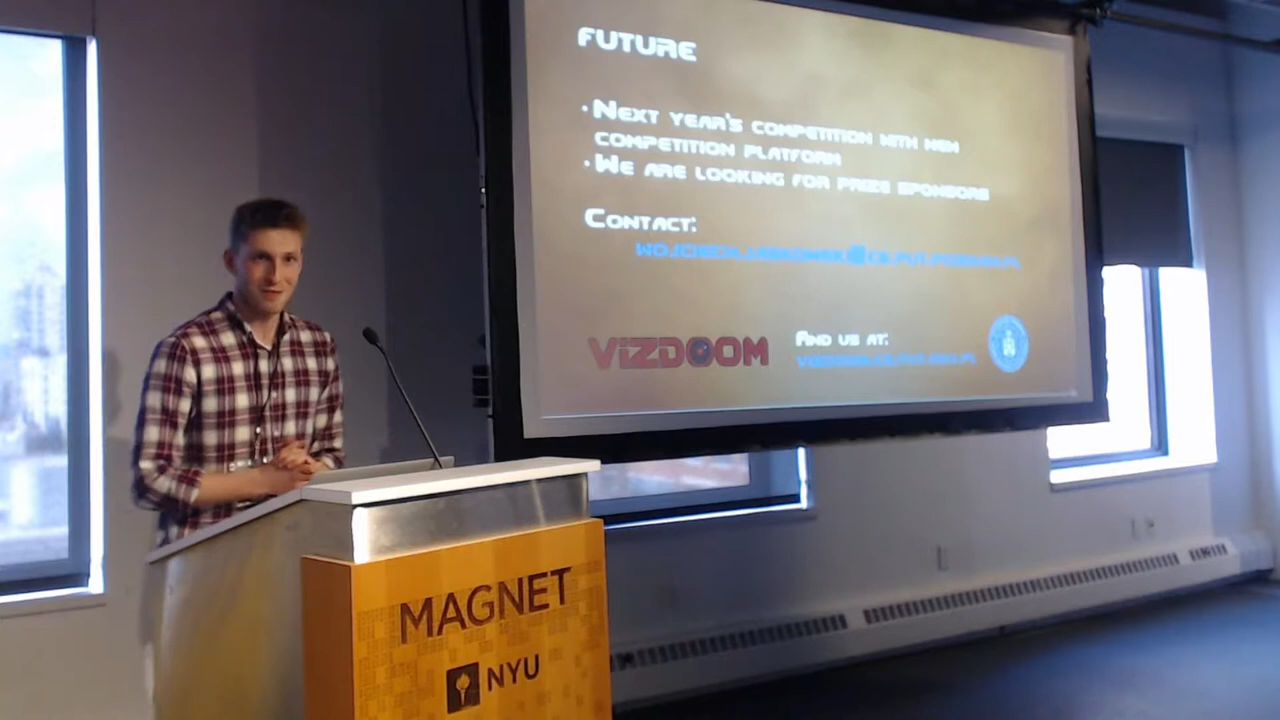 FUTURE
• NEXT YEAR'S COMPETITION WITH NEW
COMPETITION PLATFORM
• WE ARE LOOKING FOR PRIZE SPONSORS
CONTACT:
VIZDOOM
FIND US AT:
MAGNET
NYU